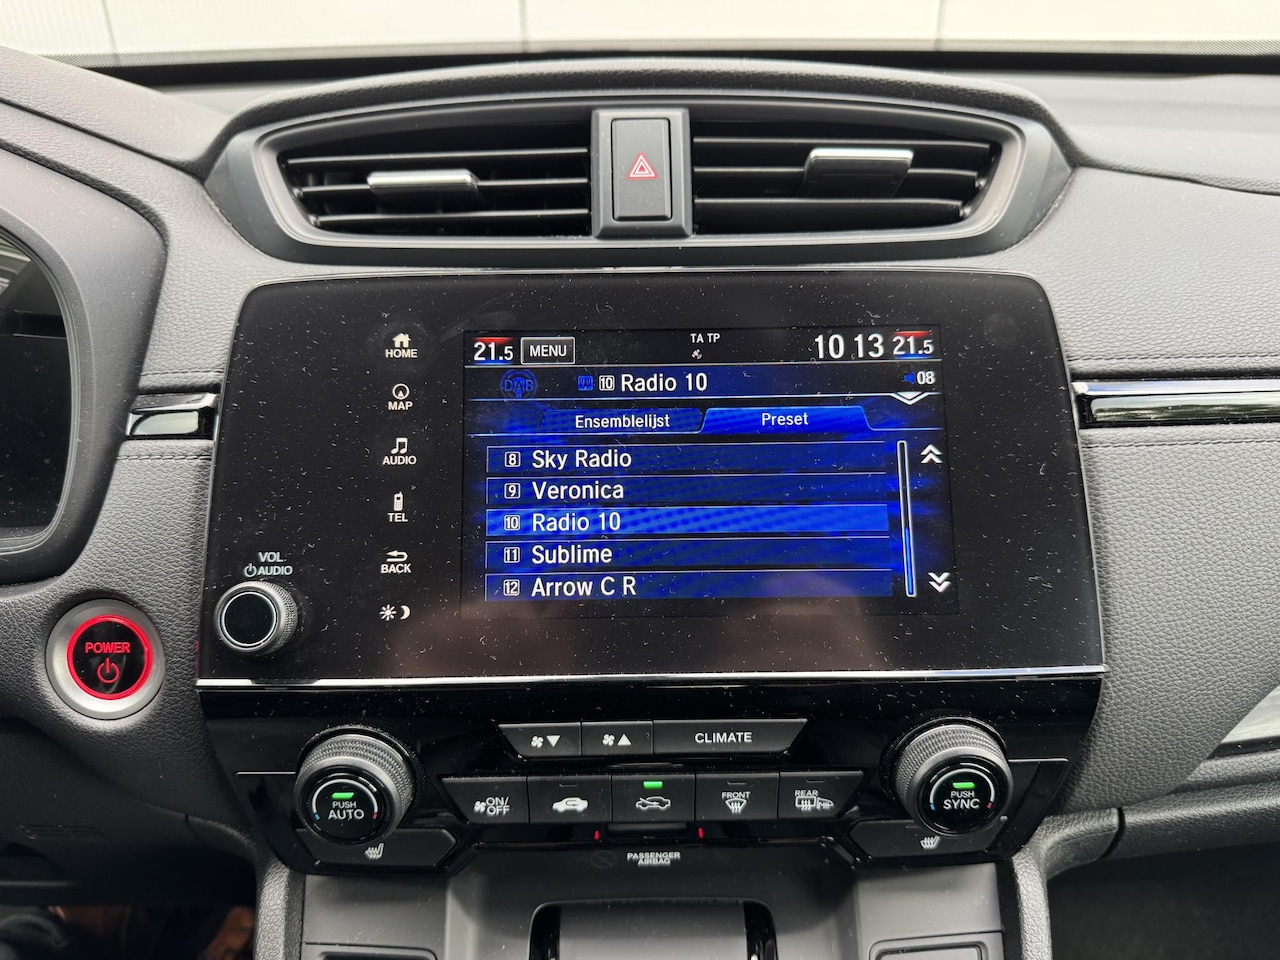 HOME
MAP
AUDIO
TEL
BACK
VOL
AUDIO
POWER
21.5 MENU TA TP 10 13 21.5
DAB 10 Radio 10 08
Ensemblelijst Preset
8 Sky Radio
9 Veronica
10 Radio 10
11 Sublime
12 Arrow C R
CLIMATE
PUSH
AUTO
ON/
OFF
FRONT
REAR
PUSH
SYNC
PASSENGER
AIRBAG